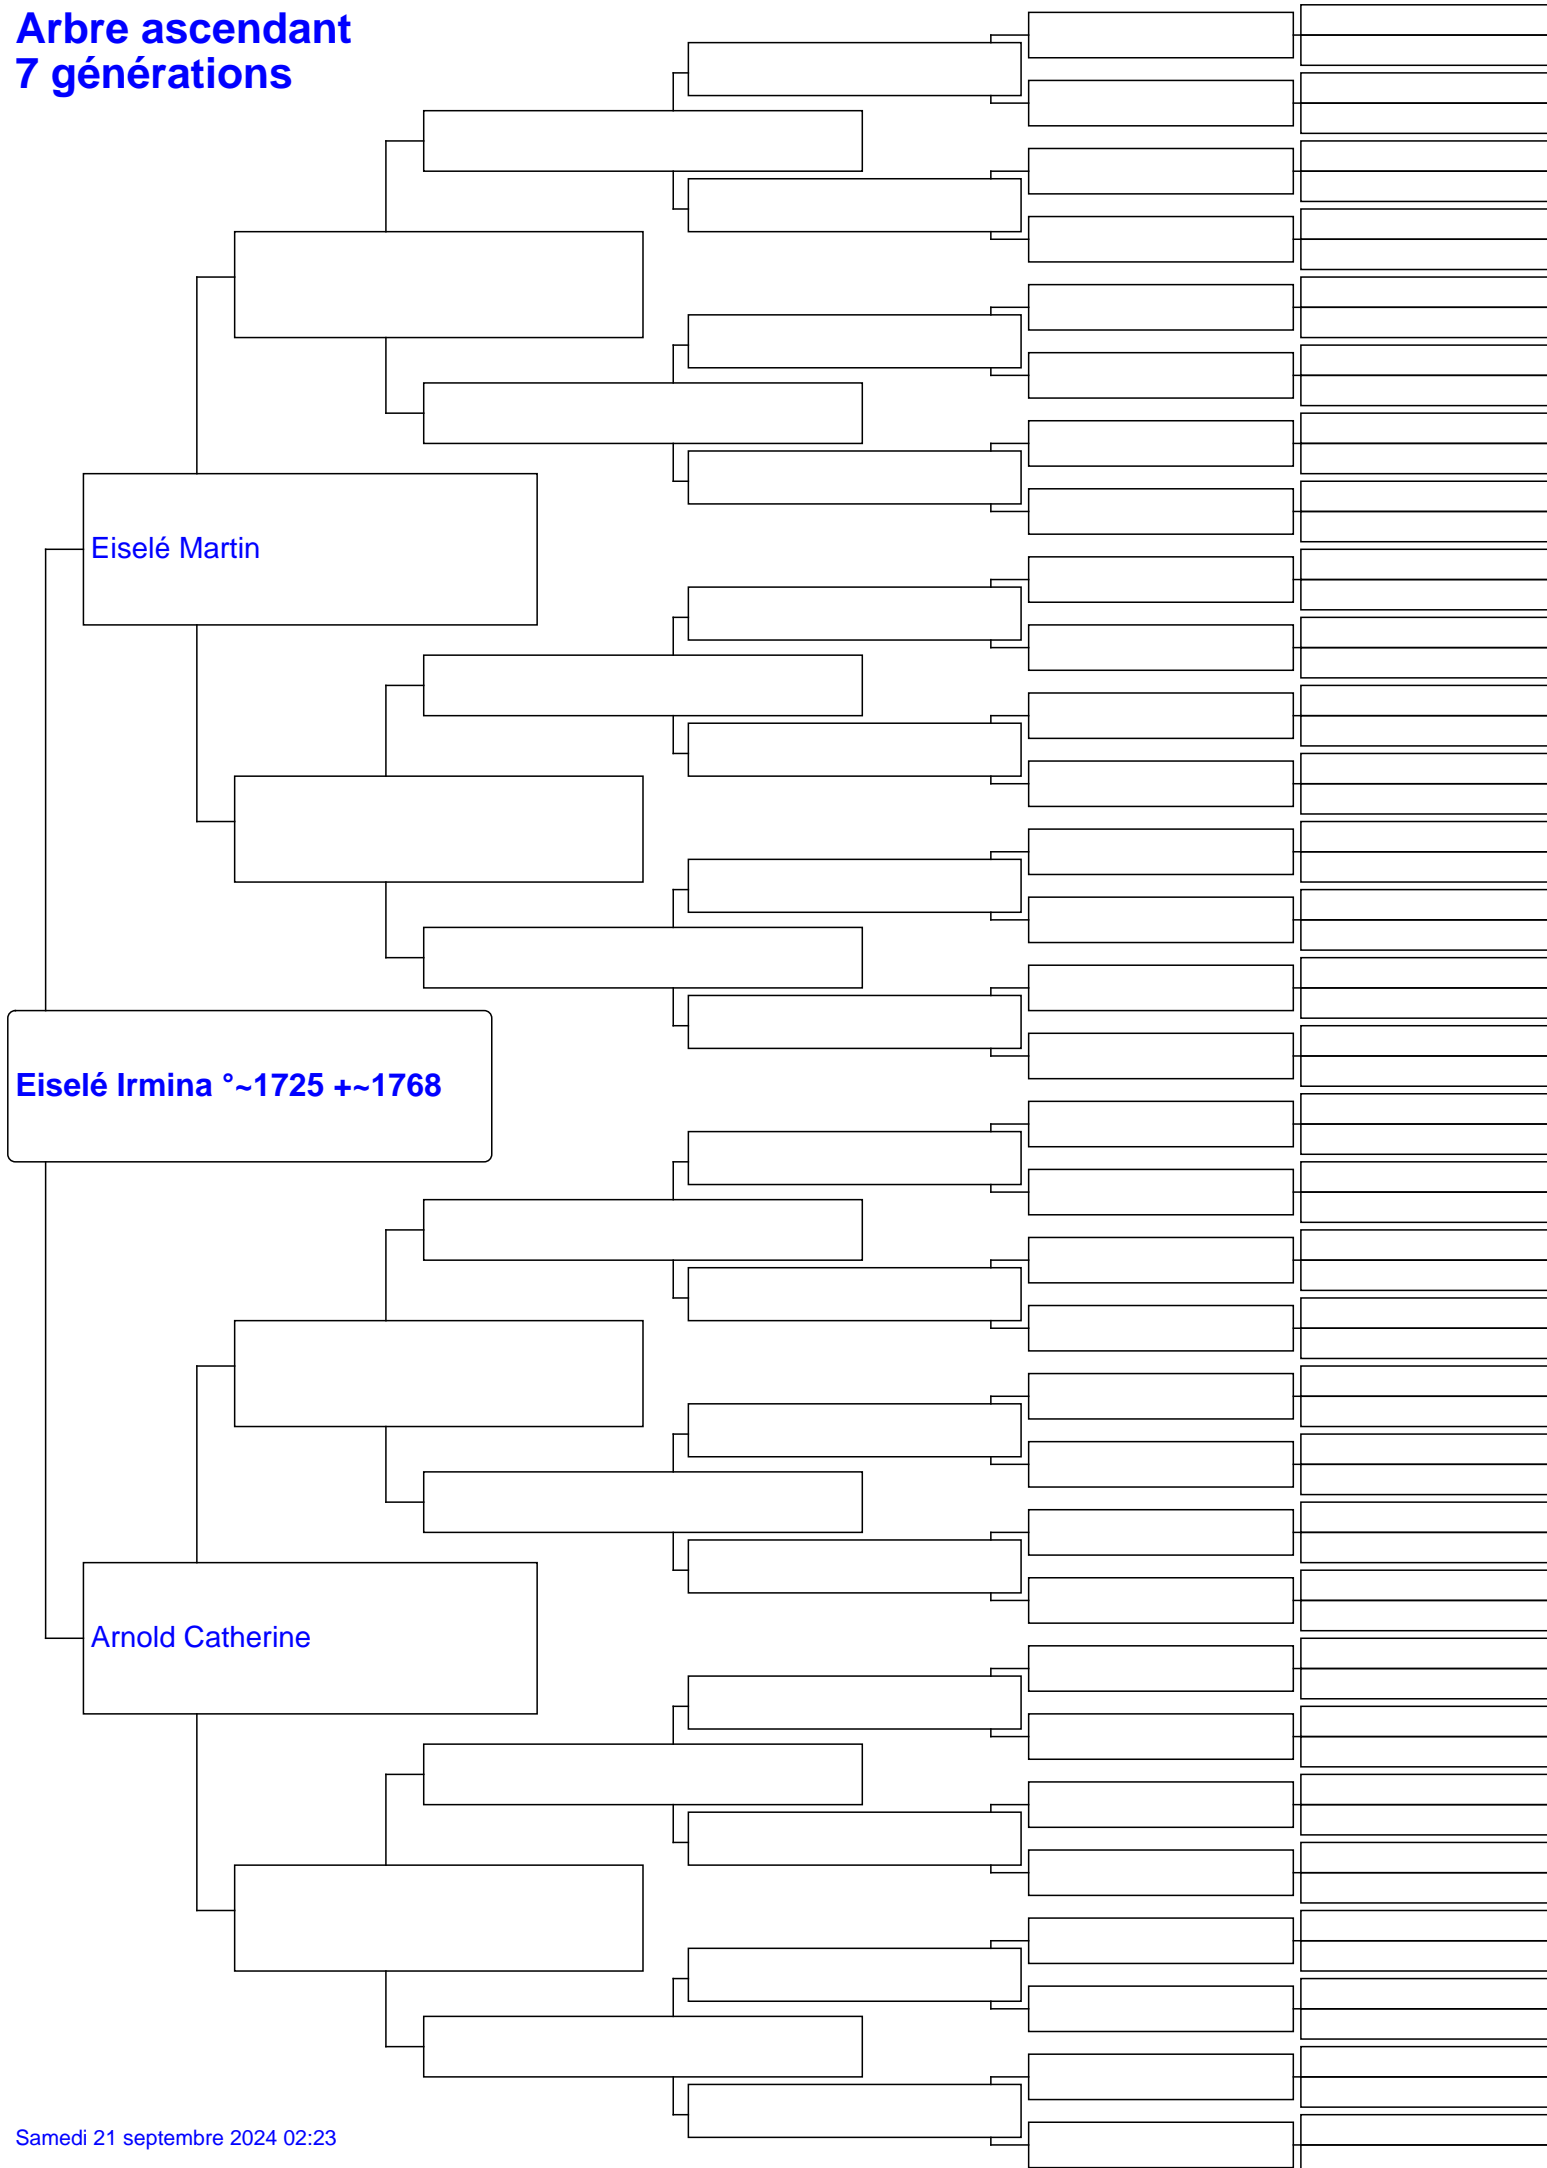 Arbre ascendant
7 générations
Eiselé Martin
Eiselé Irmina °~1725 +~1768
Arnold Catherine
Samedi 21 septembre 2024 02:23